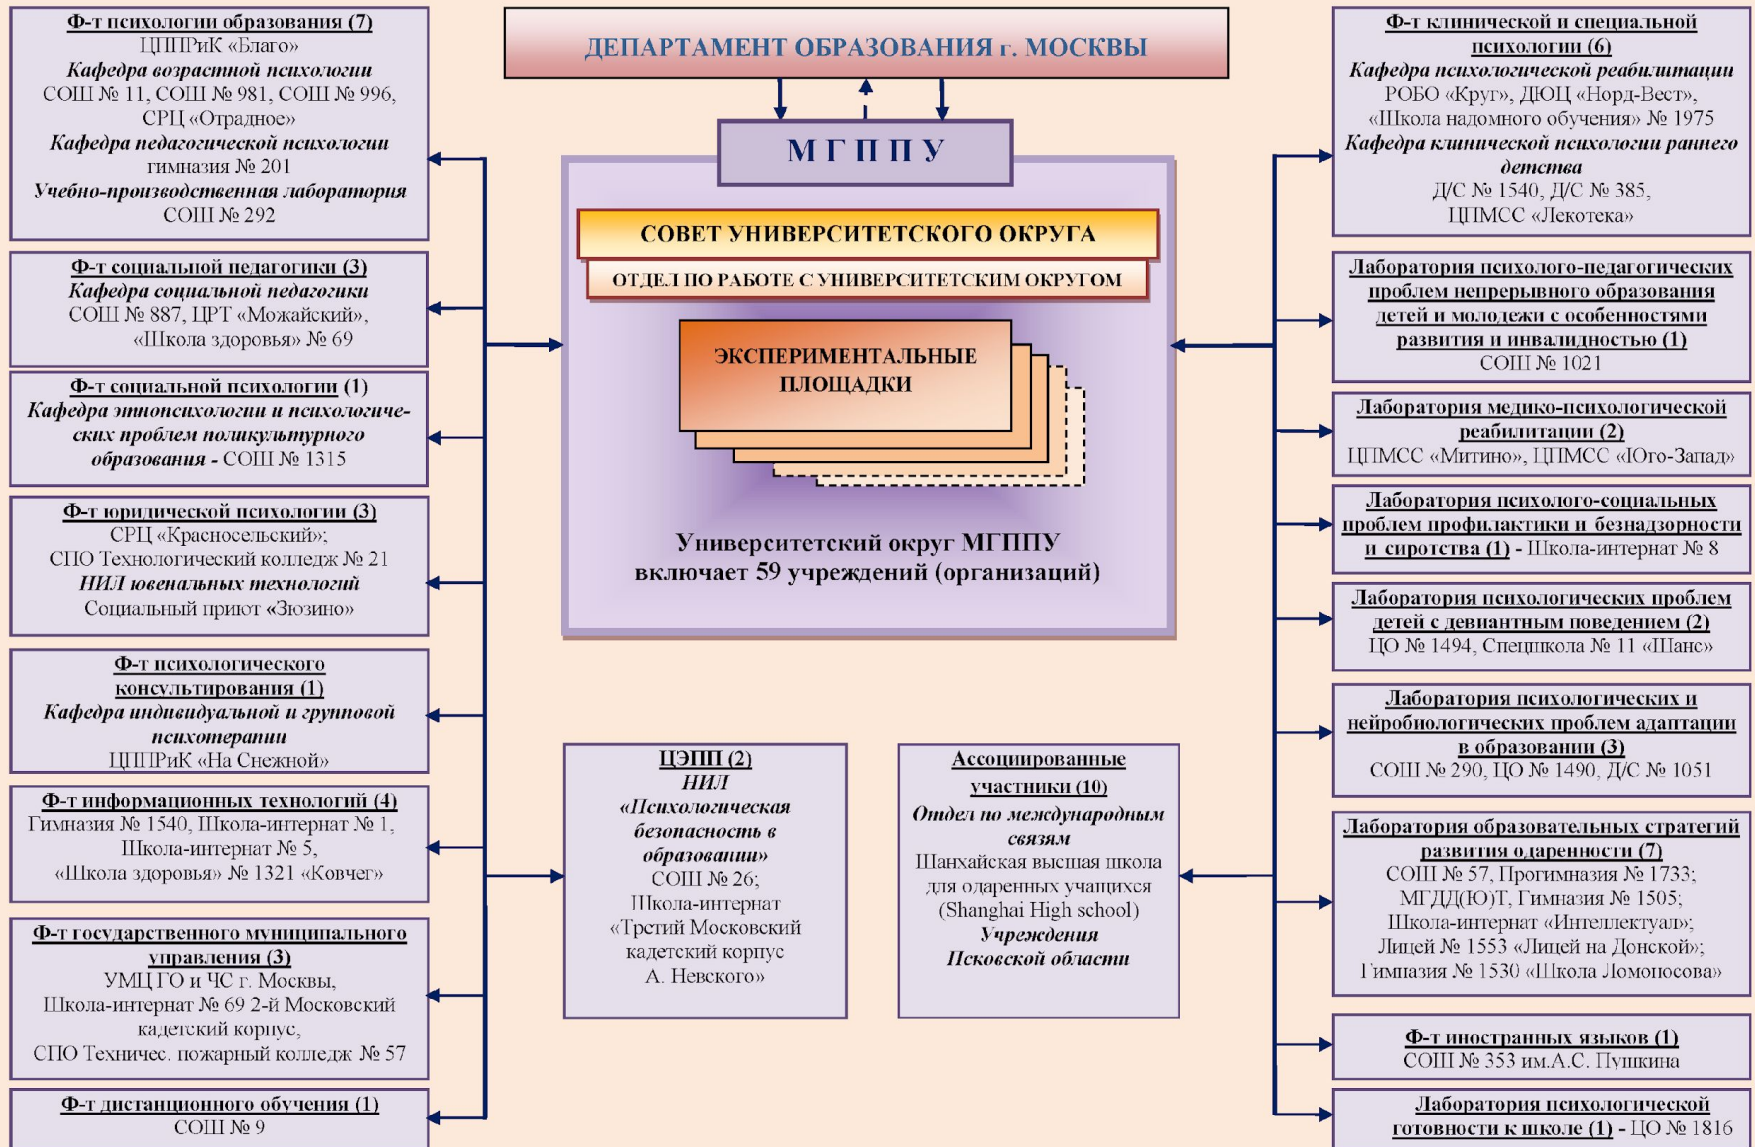 Ф-т психологии образования (7)
ЦППРиК «Благо»
Кафедра возрастной психологии
СОШ № 11, СОШ № 981, СОШ № 996,
СРЦ «Отрадное»
Кафедра педагогической психологии
гимназия № 201
Учебно-производственная лаборатория
СОШ № 292
Ф-т социальной педагогики (3)
Кафедра социальной педагогики
СОШ № 887, ЦРТ «Можайский»,
«Школа здоровья» № 69
Ф-т социальной психологии (1)
Кафедра этнопсихологии и психологиче-
ских проблем поликультурного
образования - СОШ № 1315
Ф-т юридической психологии (3)
СРЦ «Красносельский»;
СПО Технологический колледж № 21
НИЛ ювенальных технологий
Социальный приют «Зюзино»
Ф-т психологического
консультирования (1)
Кафедра индивидуальной и групповой
психотерапии
ЦППРиК «На Снежной»
Ф-т информационных технологий (4)
Гимназия № 1540, Школа-интернат № 1,
Школа-интернат № 5,
«Школа здоровья» № 1321 «Ковчег»
Ф-т государственного муниципального
управления (3)
УМЦ ГО и ЧС г. Москвы,
Школа-интернат № 69 2-й Московский
кадетский корпус,
СПО Техничес. пожарный колледж № 57
Ф-т дистанционного обучения (1)
СОШ № 9
ДЕПАРТАМЕНТ ОБРАЗОВАНИЯ г. МОСКВЫ
МГППУ
СОВЕТ УНИВЕРСИТЕТСКОГО ОКРУГА
ОТДЕЛ ПО РАБОТЕ С УНИВЕРСИТЕТСКИМ ОКРУГОМ
ЭКСПЕРИМЕНТАЛЬНЫЕ
ПЛОЩАДКИ
Университетский округ МГППУ
включает 59 учреждений (организаций)
ЦЭПП (2)
НИЛ
«Психологическая
безопасность в
образовании»
СОШ № 26;
Школа-интернат
«Третий Московский
кадетский корпус
А. Невского»
Ассоциированные
участники (10)
Отдел по международным
связям
Шанхайская высшая школа
для одаренных учащихся
(Shanghai High school)
Учреждения
Псковской области
Ф-т клинической и специальной
психологии (6)
Кафедра психологической реабилитации
РОБО «Круг», ДЮЦ «Норд-Вест»,
«Школа надомного обучения» № 1975
Кафедра клинической психологии раннего
детства
Д/С № 1540, Д/С № 385,
ЦПМСС «Лекотека»
Лаборатория психолого-педагогических
проблем непрерывного образования
детей и молодежи с особенностями
развития и инвалидностью (1)
СОШ № 1021
Лаборатория медико-психологической
реабилитации (2)
ЦПМСС «Митино», ЦПМСС «Юго-Запад»
Лаборатория психолого-социальных
проблем профилактики и безнадзорности
и сиротства (1) - Школа-интернат № 8
Лаборатория психологических проблем
детей с девиантным поведением (2)
ЦО № 1494, Спецшкола № 11 «Шанс»
Лаборатория психологических и
нейробиологических проблем адаптации
в образовании (3)
СОШ № 290, ЦО № 1490, Д/С № 1051
Лаборатория образовательных стратегий
развития одаренности (7)
СОШ № 57, Прогимназия № 1733;
МГДД(Ю)Т, Гимназия № 1505;
Школа-интернат «Интеллектуал»;
Лицей № 1553 «Лицей на Донской»;
Гимназия № 1530 «Школа Ломоносова»
Ф-т иностранных языков (1)
СОШ № 353 им.А.С. Пушкина
Лаборатория психологической
готовности к школе (1) - ЦО № 1816